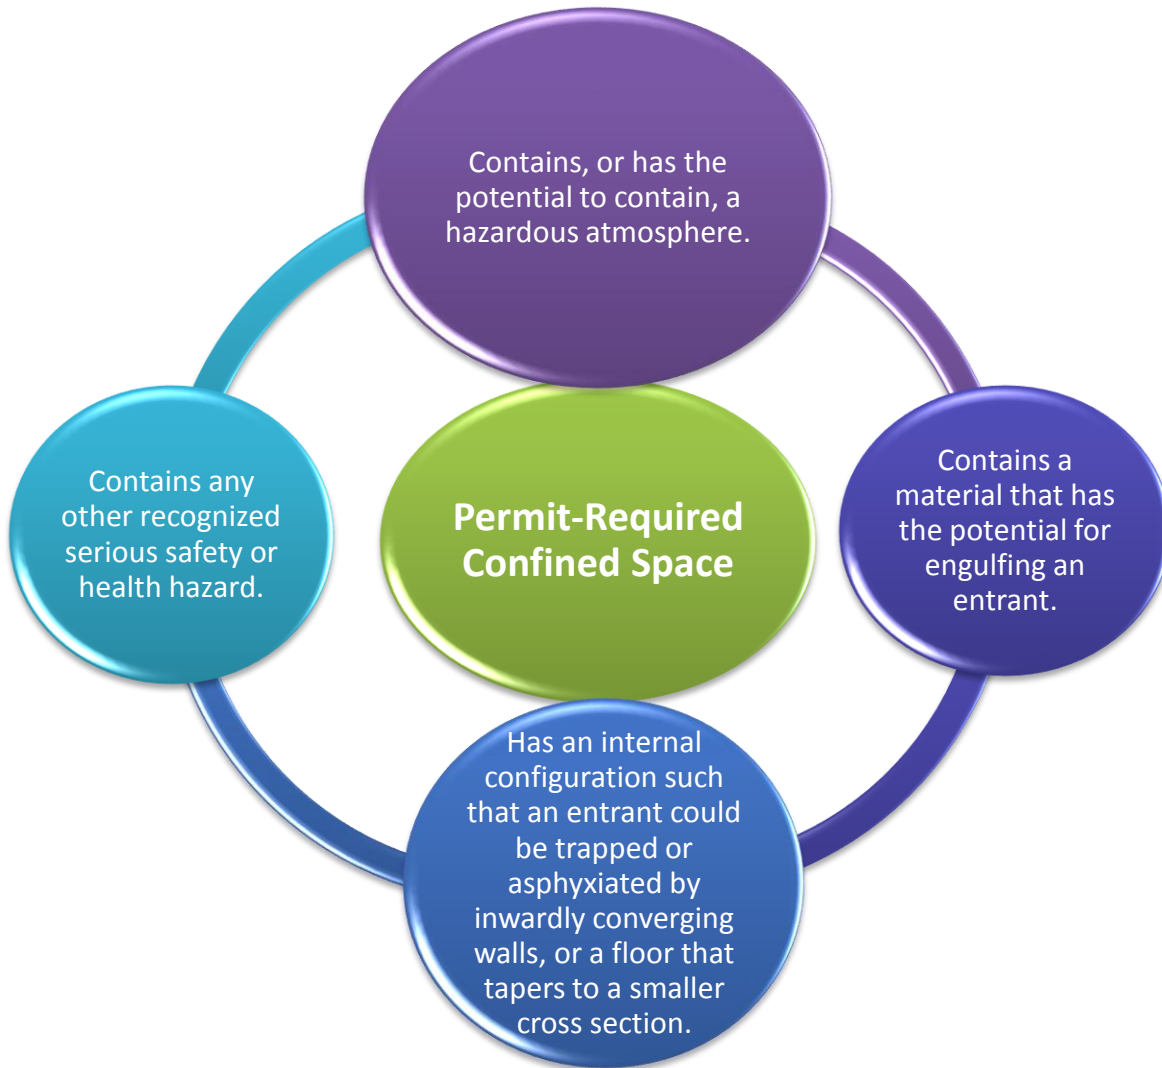 Contains, or has the
potential to contain, a
hazardous atmosphere.
Contains any
other recognized
serious safety or
health hazard.
Permit-Required
Confined Space
Contains a
material that has
the potential for
engulfing an
entrant.
Has an internal
configuration such
that an entrant could
be trapped or
asphyxiated by
inwardly converging
walls, or a floor that
tapers to a smaller
cross section.